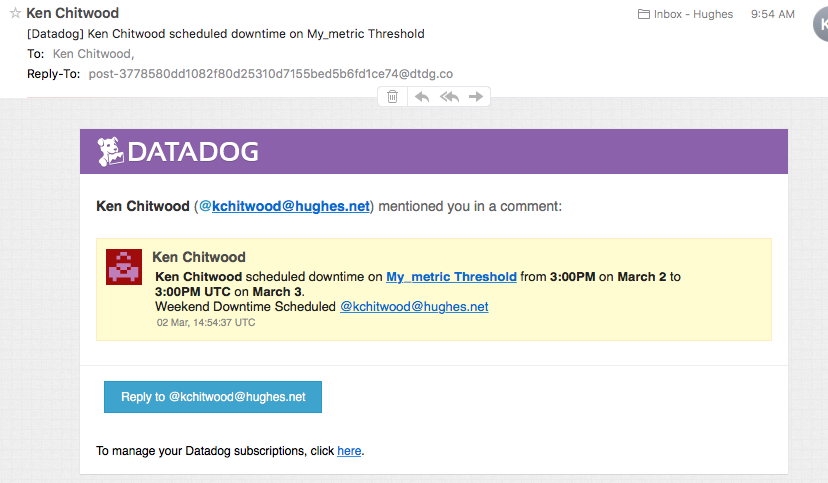 Ken Chitwood
Inbox - Hughes 9:54 AM
[Datadog] Ken Chitwood scheduled downtime on My_metric Threshold
To: Ken Chitwood,
Reply-To: post-3778580dd1082f80d25310d7155bed5b6fd1ce74@dtdg.co
K
DATADOG
Ken Chitwood (@kchitwood@hughes.net) mentioned you in a comment:
Ken Chitwood
Ken Chitwood scheduled downtime on My_metric Threshold from 3:00PM on March 2 to
3:00PM UTC on March 3.
Weekend Downtime Scheduled @kchitwood@hughes.net
02 Mar, 14:54:37 UTC
Reply to @kchitwood@hughes.net
To manage your Datadog subscriptions, click here.